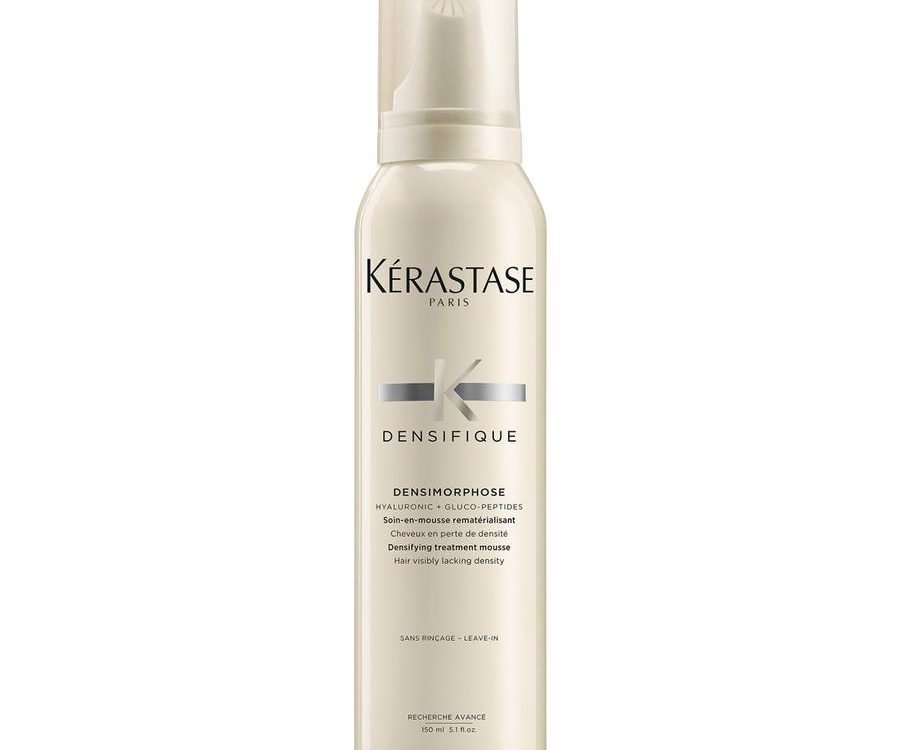 KÉRASTASE
PARIS
K
DENSIFIQUE
DENSIMORPHOSE
HYALURONIC + GLUCO-PEPTIDES
Soin-en-mousse rematérialisant
Cheveux en perte de densité
Densifying treatment mousse
Hair visibly lacking density
SANS RINÇAGE – LEAVE-IN
RECHERCHE AVANCÉ
150 ml 5.1 fl.oz.